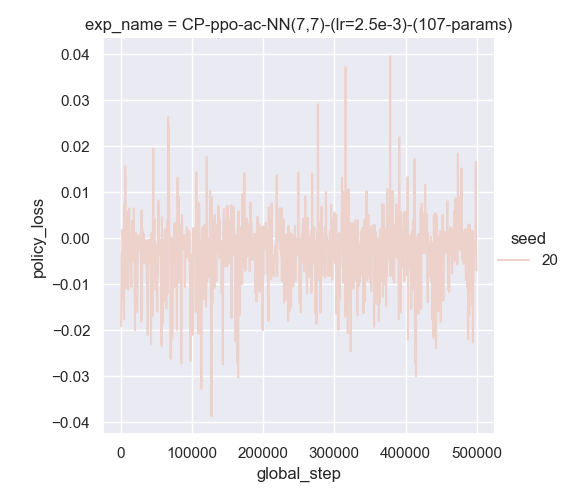 exp_name = CP-ppo-ac-NN(7,7)-(lr=2.5e-3)-(107-params)
0.04
0.03
0.02
0.01
0.00
−0.01
−0.02
−0.03
−0.04
policy_loss
0 100000 200000 300000 400000 500000
global_step
seed
20